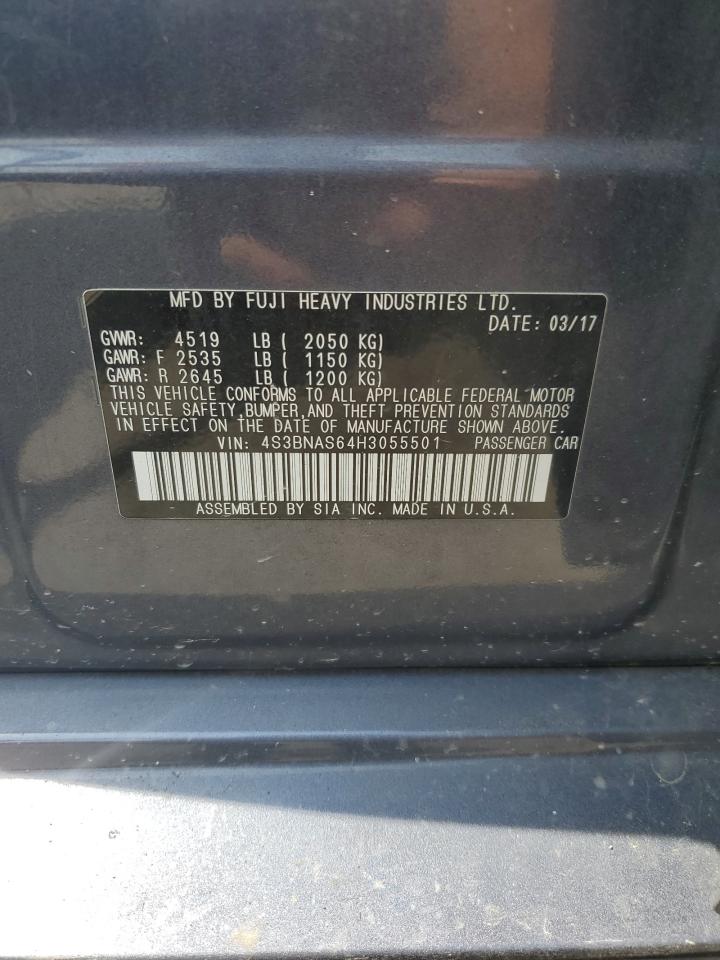 MFD BY FUJI HEAVY INDUSTRIES LTD.
DATE: 03/17
GVWR: 4519 LB ( 2050 KG)
GAWR: F 2535 LB ( 1150 KG)
GAWR: R 2645 LB ( 1200 KG)
THIS VEHICLE CONFORMS TO ALL APPLICABLE FEDERAL MOTOR
VEHICLE SAFETY,BUMPER,AND THEFT PREVENTION STANDARDS
IN EFFECT ON THE DATE OF MANUFACTURE SHOWN ABOVE.
VIN: 4S3BNAS64H3055501 PASSENGER CAR
ASSEMBLED BY SIA INC. MADE IN U.S.A.